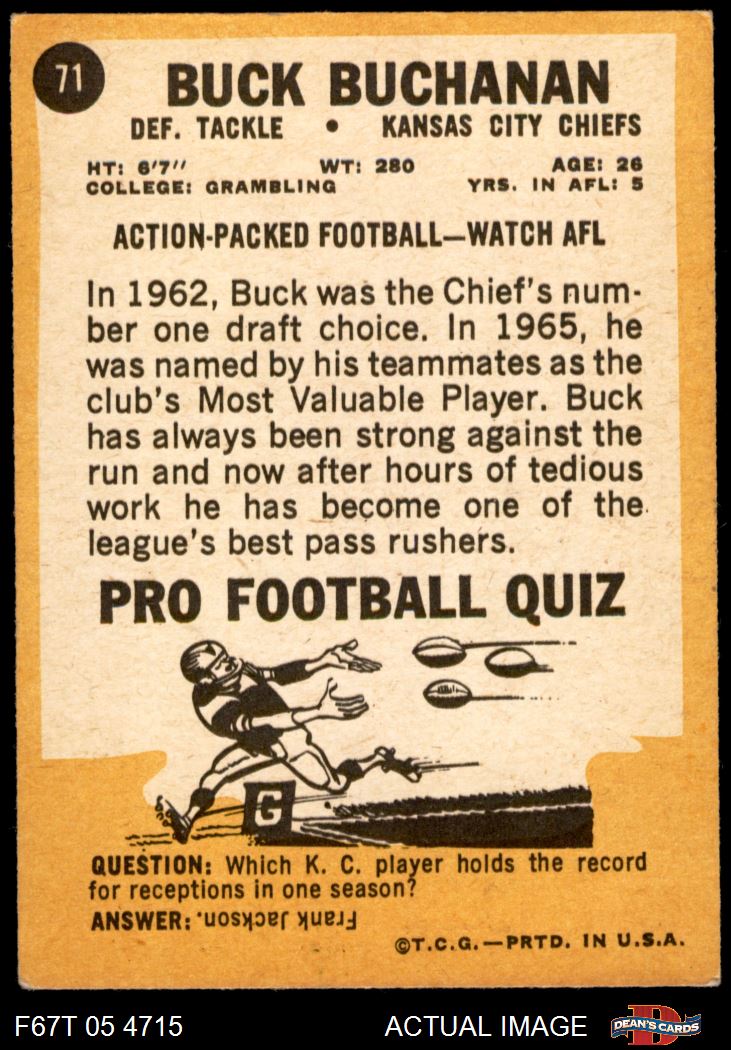 71
BUCK BUCHANAN
DEF. TACKLE • KANSAS CITY CHIEFS
HT: 6'7" WT: 280 AGE: 26
COLLEGE: GRAMBLING YRS. IN AFL: 5
ACTION-PACKED FOOTBALL—WATCH AFL
In 1962, Buck was the Chief's num-
ber one draft choice. In 1965, he
was named by his teammates as the
club's Most Valuable Player. Buck
has always been strong against the
run and now after hours of tedious
work he has become one of the
league's best pass rushers.
PRO FOOTBALL QUIZ
G
QUESTION: Which K. C. player holds the record
for receptions in one season?
ANSWER: Frank Jackson.
©T.C.G.—PRTD. IN U.S.A.
F67T 05 4715 ACTUAL IMAGE D DEAN'S CARDS